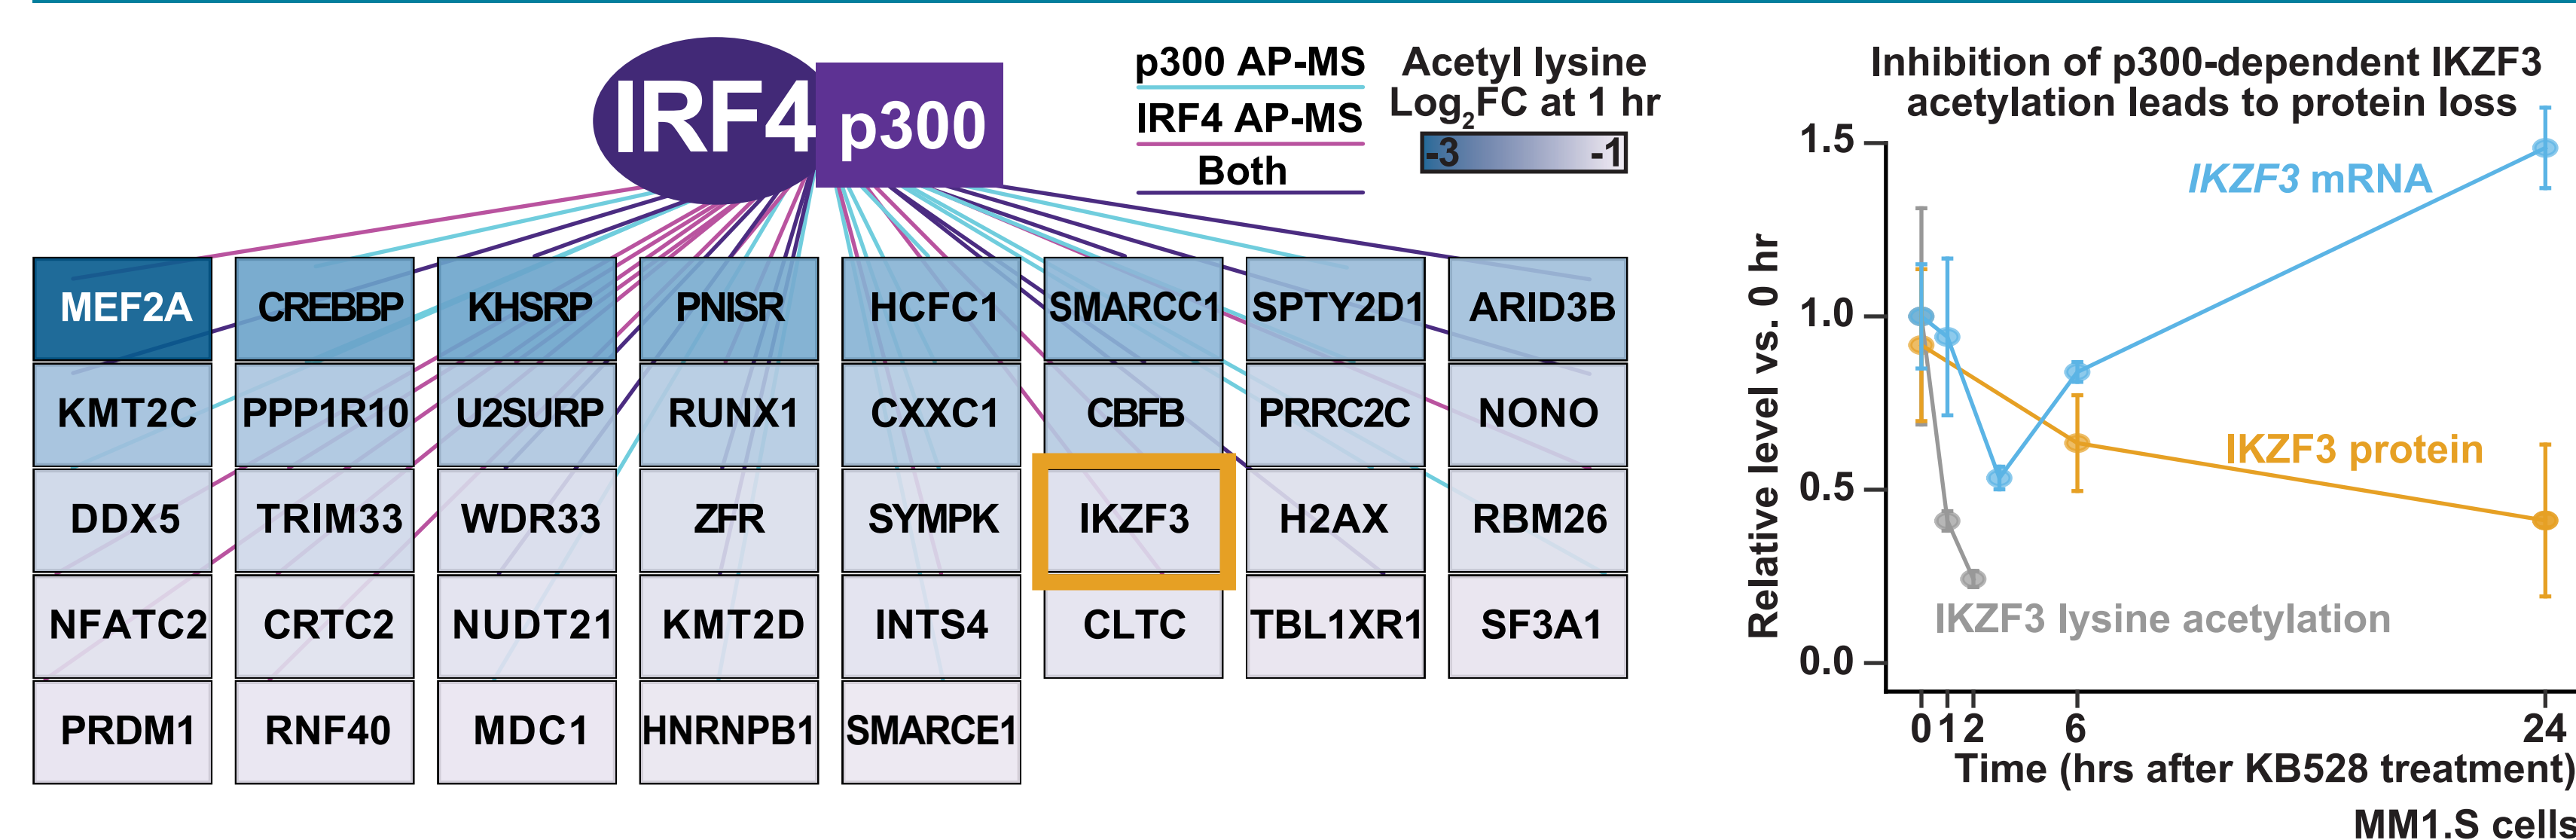 IRF4
p300
p300 AP-MS
IRF4 AP-MS
Both
Acetyl lysine
Log2FC at 1 hr
-3 -1
MEF2A CREBBP KHSRP PNISR HCFC1 SMARCC1 SPTY2D1 ARID3B
KMT2C PPP1R10 U2SURP RUNX1 CXXC1 CBFB PRRC2C NONO
DDX5 TRIM33 WDR33 ZFR SYMPK IKZF3 H2AX RBM26
NFATC2 CRTC2 NUDT21 KMT2D INTS4 CLTC TBL1XR1 SF3A1
PRDM1 RNF40 MDC1 HNRNPB1 SMARCE1
Inhibition of p300-dependent IKZF3
acetylation leads to protein loss
Relative level vs. 0 hr
1.5
1.0
0.5
0.0
IKZF3 mRNA
IKZF3 protein
IKZF3 lysine acetylation
0 1 2 6 24
Time (hrs after KB528 treatment)
MM1.S cells